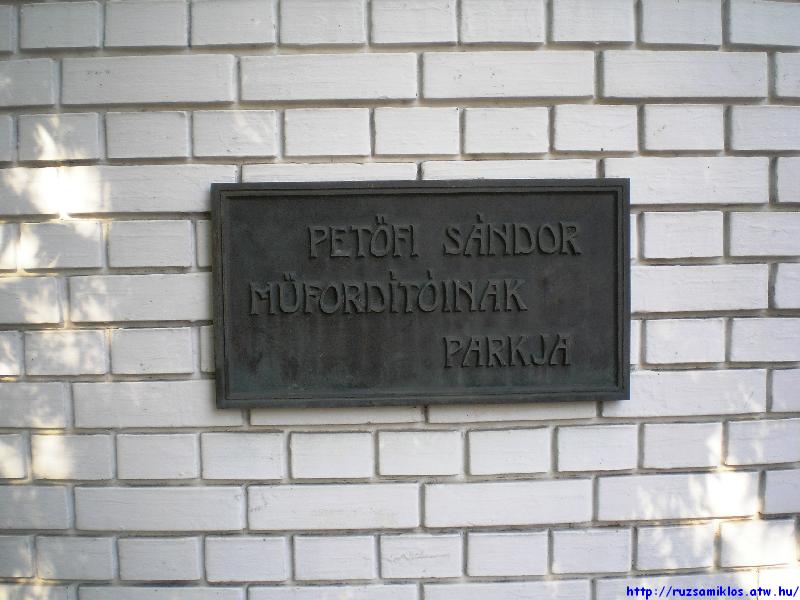 PETŐFI SÁNDOR
MŰFORDÍTÓINAK
PARKJA
http://ruzsamiklos.atw.hu/